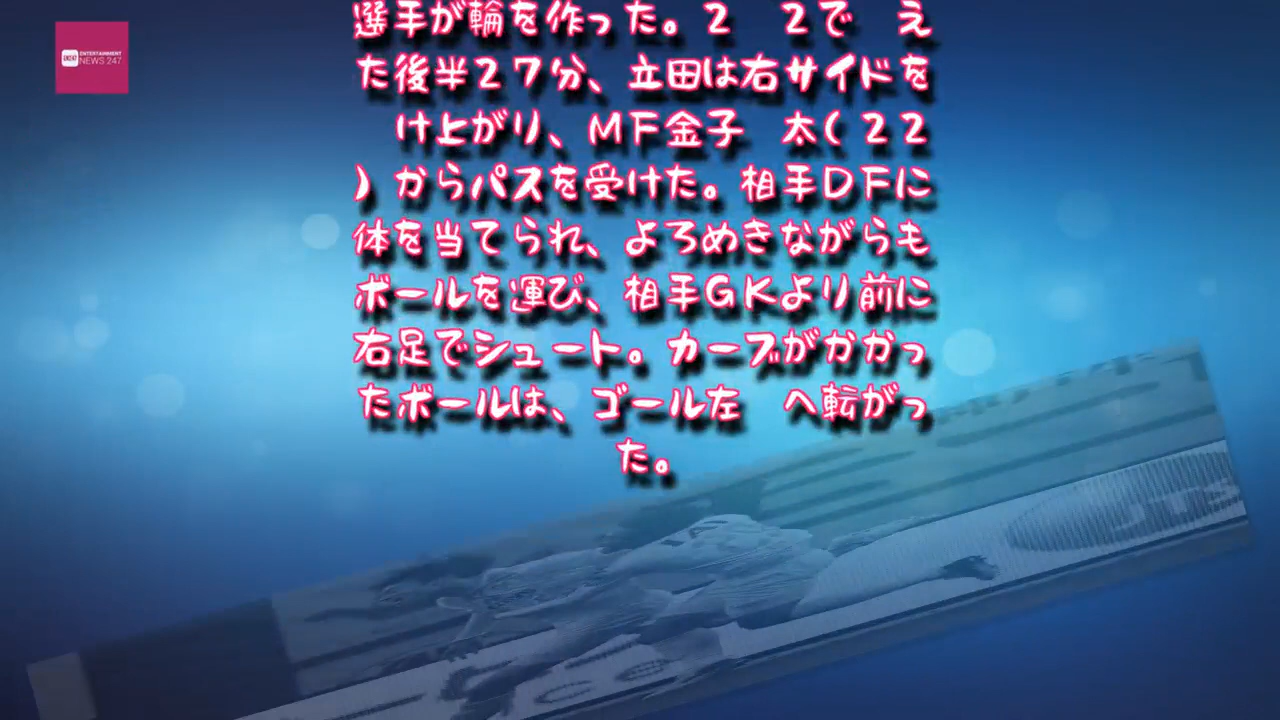 ENTERTAINMENT
NEWS 247
選手が輪を作った。２　２で　え
た後半２７分、立田は右サイドを
　け上がり、ＭＦ金子　太（２２
）からパスを受けた。相手ＤＦに
体を当てられ、よろめきながらも
ボールを運び、相手ＧＫより前に
右足でシュート。カーブがかかっ
たボールは、ゴール左　へ転がっ
た。